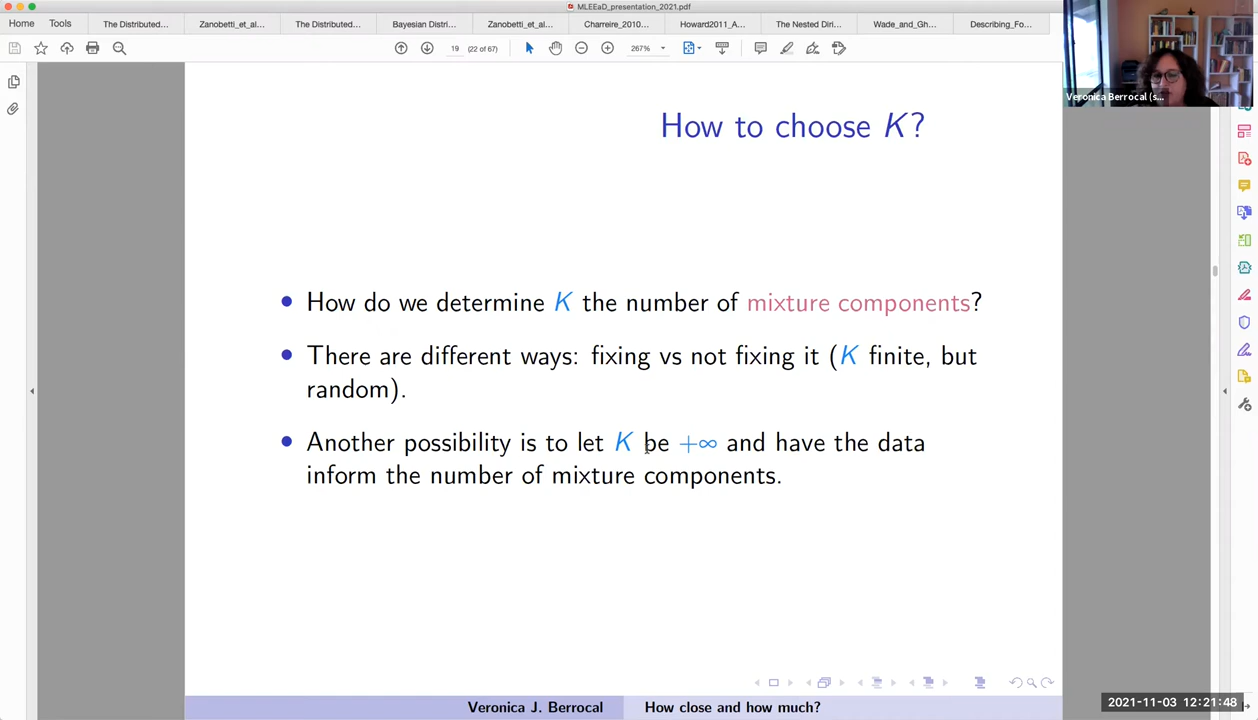 MLEEaD_presentation_2021.pdf
Home Tools The Distributed... Zanobetti_et_al... The Distributed... Bayesian Distri... Zanobetti_et_al... Charreire_2010... Howard2011_A... The Nested Diri... Wade_and_Gh... Describing_Fo...
19 (22 of 67) 267%
Veronica Berrocal (s...
How to choose K?
• How do we determine K the number of mixture components?
• There are different ways: fixing vs not fixing it (K finite, but
random).
• Another possibility is to let K be +∞ and have the data
inform the number of mixture components.
Veronica J. Berrocal How close and how much?
2021-11-03 12:21:48